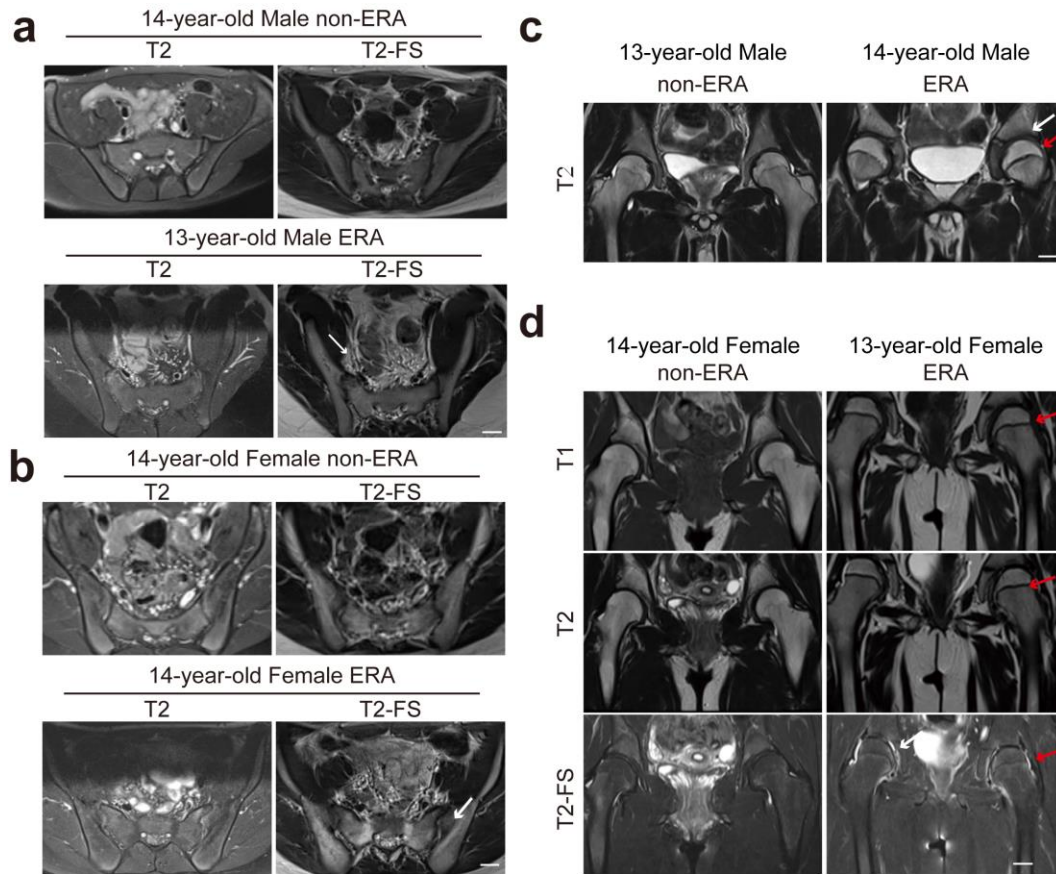 a
14-year-old Male non-ERA
T2 T2-FS
13-year-old Male ERA
T2 T2-FS
b
14-year-old Female non-ERA
T2 T2-FS
14-year-old Female ERA
T2 T2-FS
c
13-year-old Male 14-year-old Male
non-ERA ERA
T2
d
14-year-old Female 13-year-old Female
non-ERA ERA
T1
T2
T2-FS